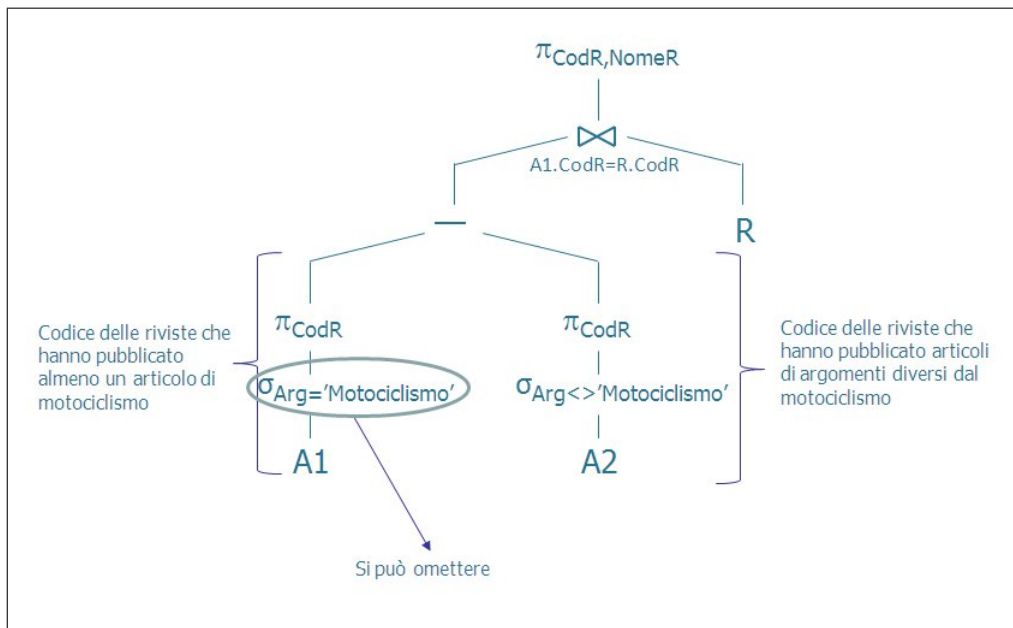 πCodR,NomeR
⋈
A1.CodR=R.CodR
—
R
Codice delle riviste che
hanno pubblicato
almeno un articolo di
motociclismo
πCodR
σArg='Motociclismo'
A1
πCodR
σArg<>'Motociclismo'
A2
Codice delle riviste che
hanno pubblicato articoli
di argomenti diversi dal
motociclismo
Si può omettere